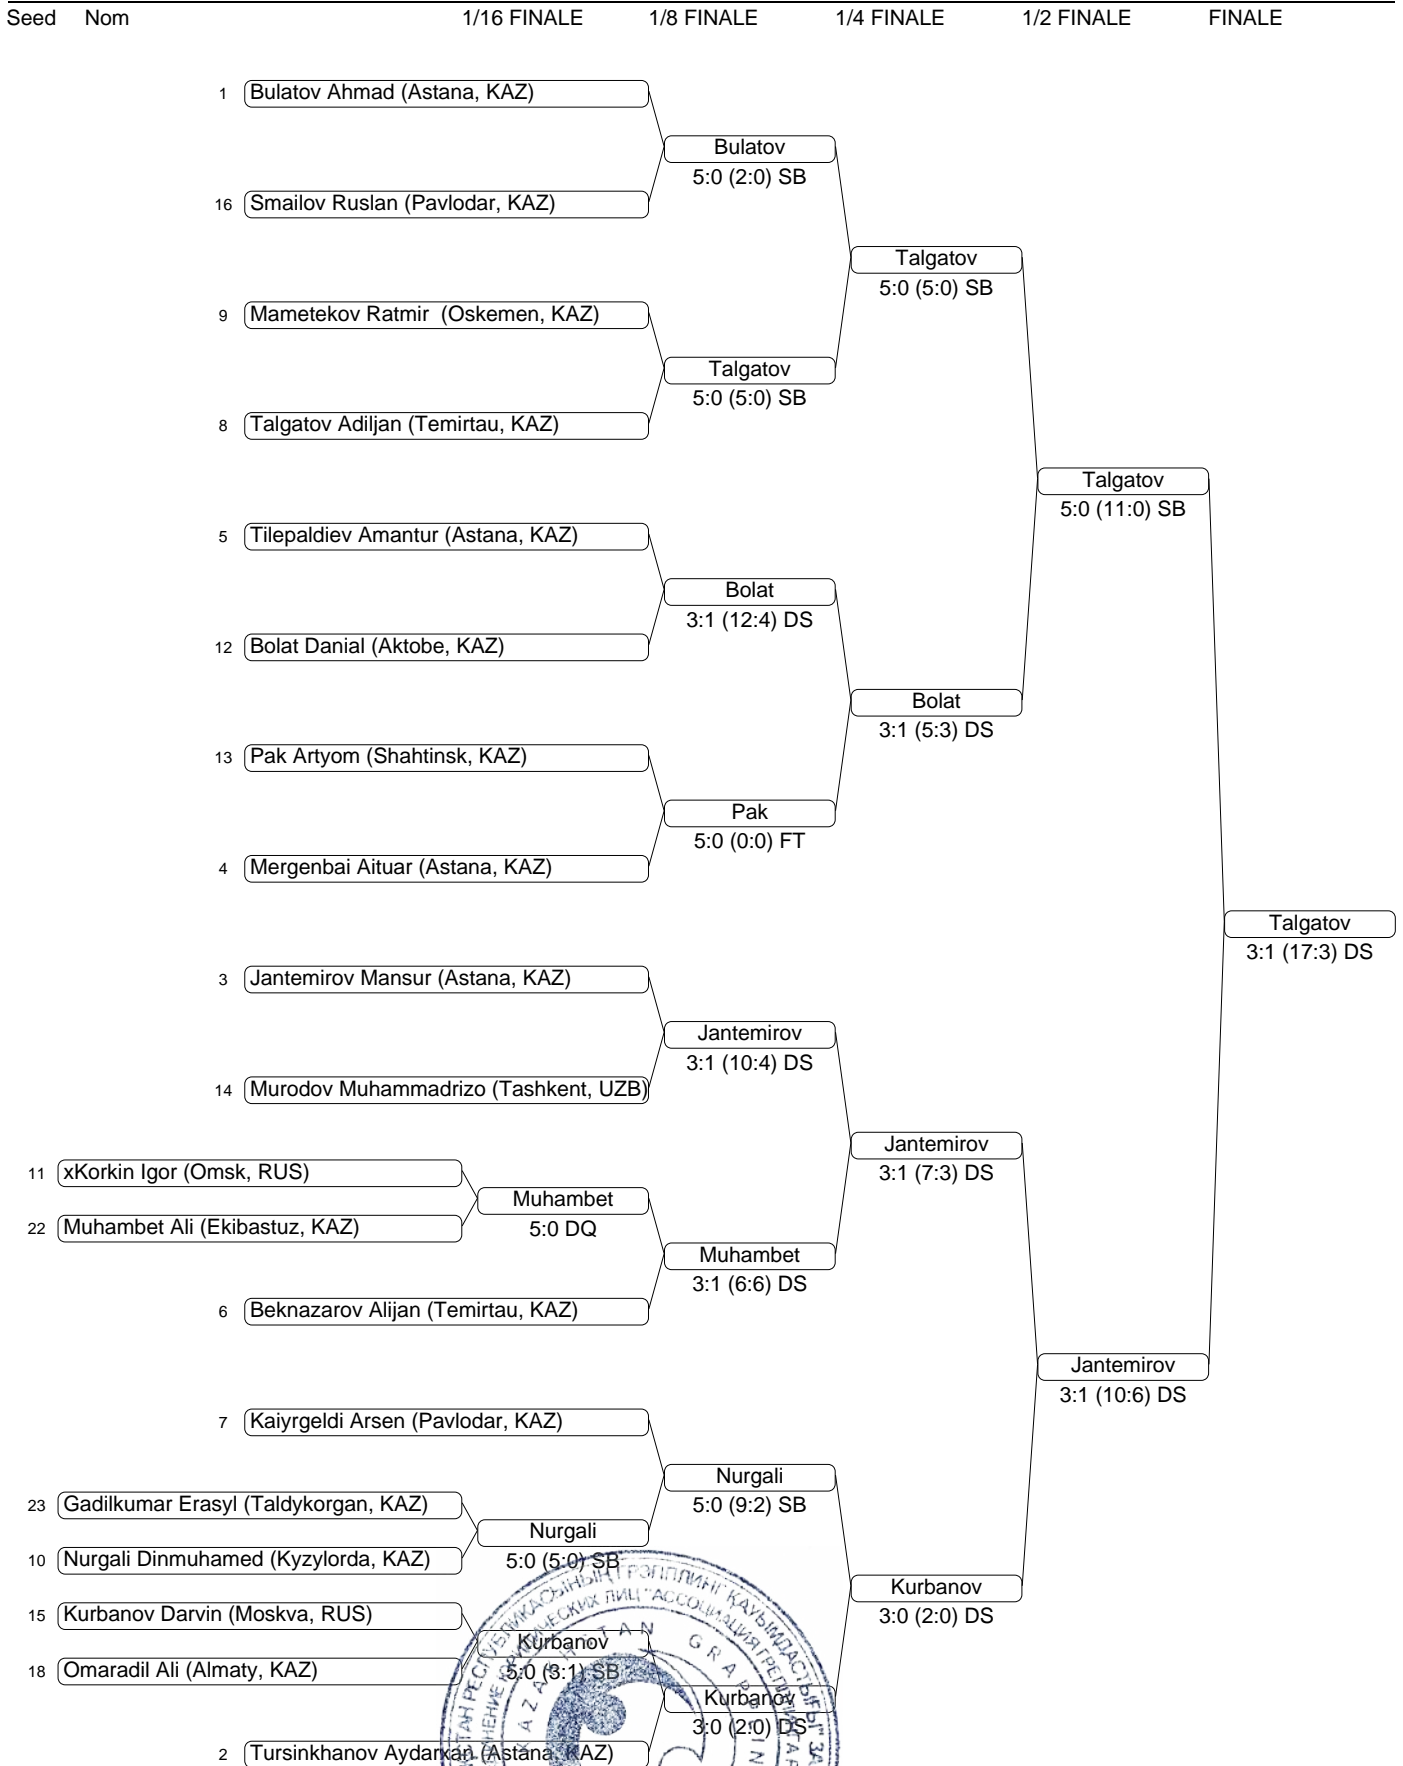 Seed Nom 1/16 FINALE 1/8 FINALE 1/4 FINALE 1/2 FINALE FINALE
1 Bulatov Ahmad (Astana, KAZ)
Bulatov
5:0 (2:0) SB
16 Smailov Ruslan (Pavlodar, KAZ)
Talgatov
5:0 (5:0) SB
9 Mametekov Ratmir (Oskemen, KAZ)
Talgatov
5:0 (5:0) SB
8 Talgatov Adiljan (Temirtau, KAZ)
Talgatov
5:0 (11:0) SB
5 Tilepaldiev Amantur (Astana, KAZ)
Bolat
3:1 (12:4) DS
12 Bolat Danial (Aktobe, KAZ)
Bolat
3:1 (5:3) DS
13 Pak Artyom (Shahtinsk, KAZ)
Pak
5:0 (0:0) FT
4 Mergenbai Aituar (Astana, KAZ)
Talgatov
3:1 (17:3) DS
3 Jantemirov Mansur (Astana, KAZ)
Jantemirov
3:1 (10:4) DS
14 Murodov Muhammadrizo (Tashkent, UZB)
Jantemirov
3:1 (7:3) DS
11 xKorkin Igor (Omsk, RUS)
Muhambet
5:0 DQ
22 Muhambet Ali (Ekibastuz, KAZ)
Muhambet
3:1 (6:6) DS
6 Beknazarov Alijan (Temirtau, KAZ)
Jantemirov
3:1 (10:6) DS
7 Kaiyrgeldi Arsen (Pavlodar, KAZ)
Nurgali
5:0 (9:2) SB
23 Gadilkumar Erasyl (Taldykorgan, KAZ)
Nurgali
5:0 (5:0) SB
10 Nurgali Dinmuhamed (Kyzylorda, KAZ)
Kurbanov
3:0 (2:0) DS
15 Kurbanov Darvin (Moskva, RUS)
Kurbanov
5:0 (3:1) SB
18 Omaradil Ali (Almaty, KAZ)
Kurbanov
3:0 (2:0) DS
2 Tursinkhanov Aydarxan (Astana, KAZ)